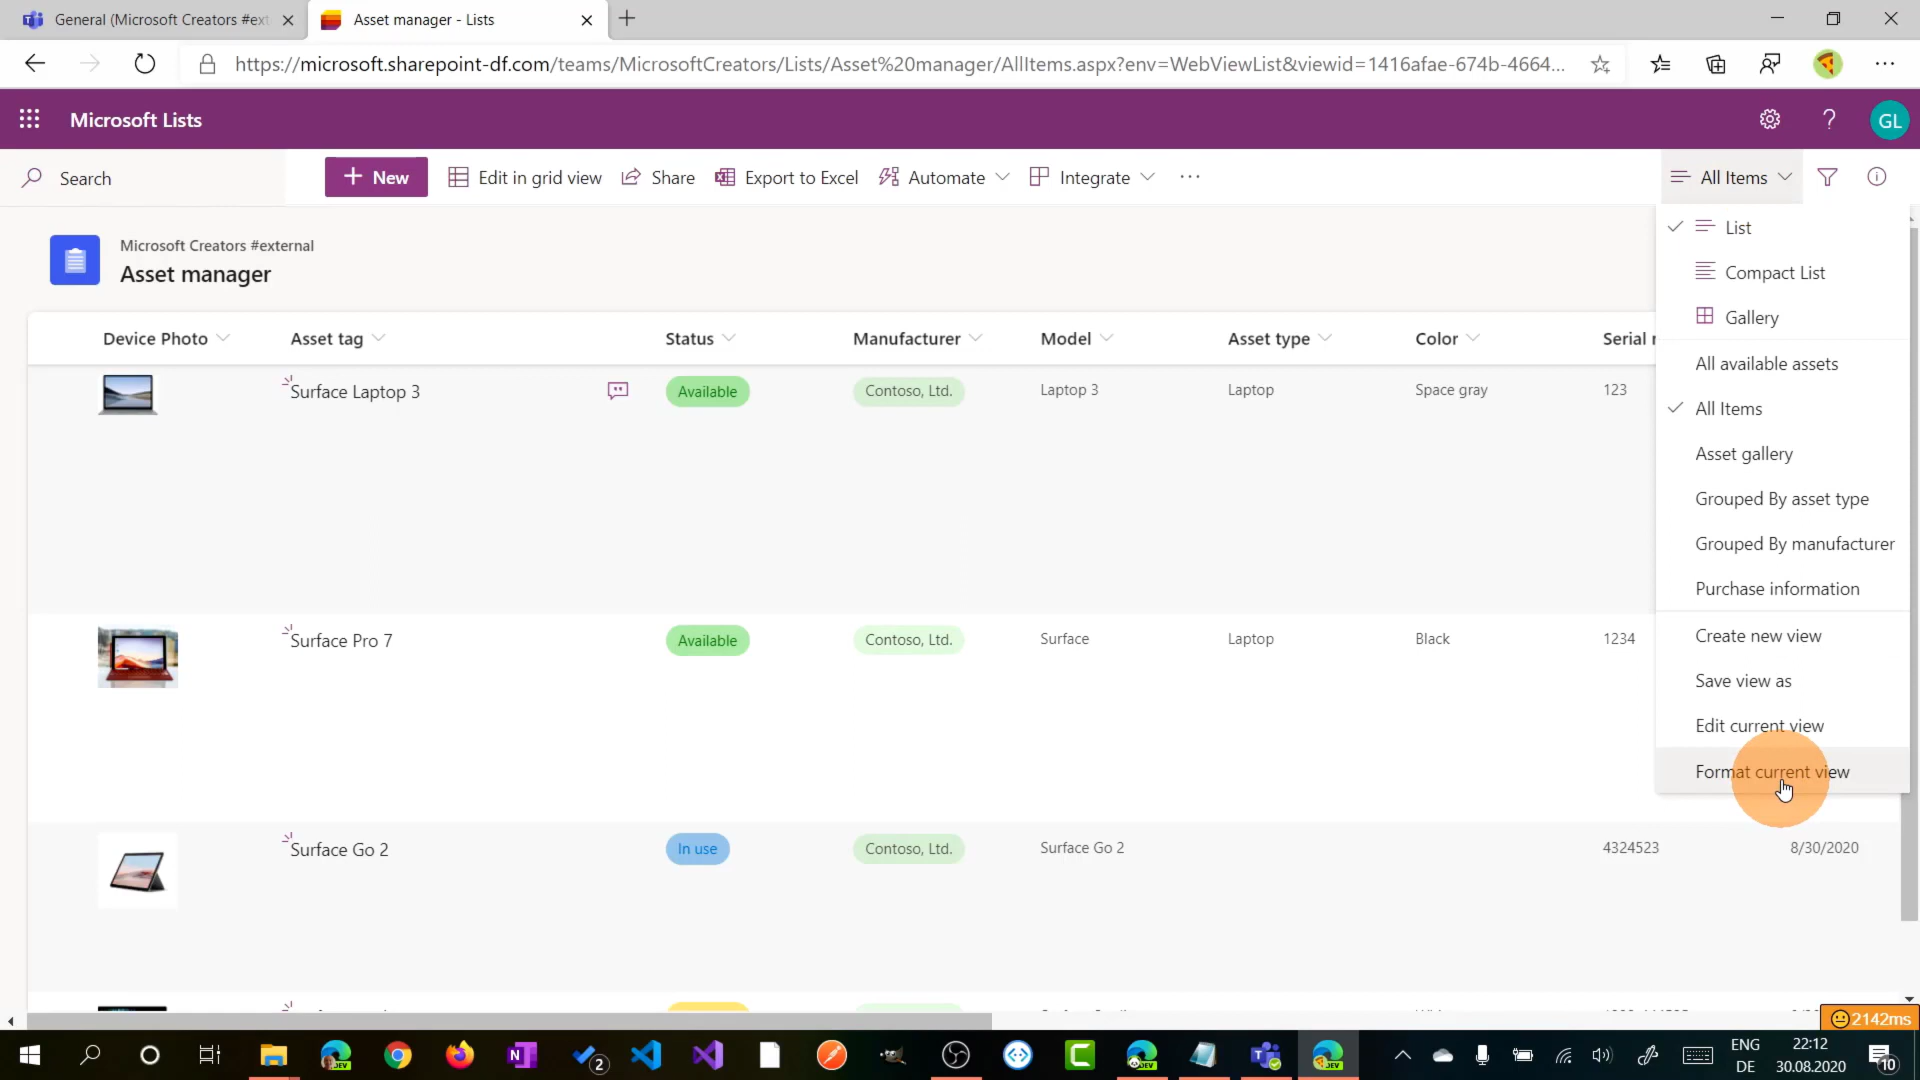 General (Microsoft Creators #ext
Asset manager - Lists
https://microsoft.sharepoint-df.com/teams/MicrosoftCreators/Lists/Asset%20manager/AllItems.aspx?env=WebViewList&viewid=1416afae-674b-4664...
Microsoft Lists
GL
Search
New
Edit in grid view
Share
Export to Excel
Automate
Integrate
All Items
Microsoft Creators #external
Asset manager
Device Photo
Asset tag
Status
Manufacturer
Model
Asset type
Color
Serial
Surface Laptop 3
Available
Contoso, Ltd.
Laptop 3
Laptop
Space gray
123
Surface Pro 7
Available
Contoso, Ltd.
Surface
Laptop
Black
1234
Surface Go 2
In use
Contoso, Ltd.
Surface Go 2
4324523
8/30/2020
List
Compact List
Gallery
All available assets
All Items
Asset gallery
Grouped By asset type
Grouped By manufacturer
Purchase information
Create new view
Save view as
Edit current view
Format current view
2142ms
DEV
N
2
DEV
DEV
ENG
DE
22:12
30.08.2020
10